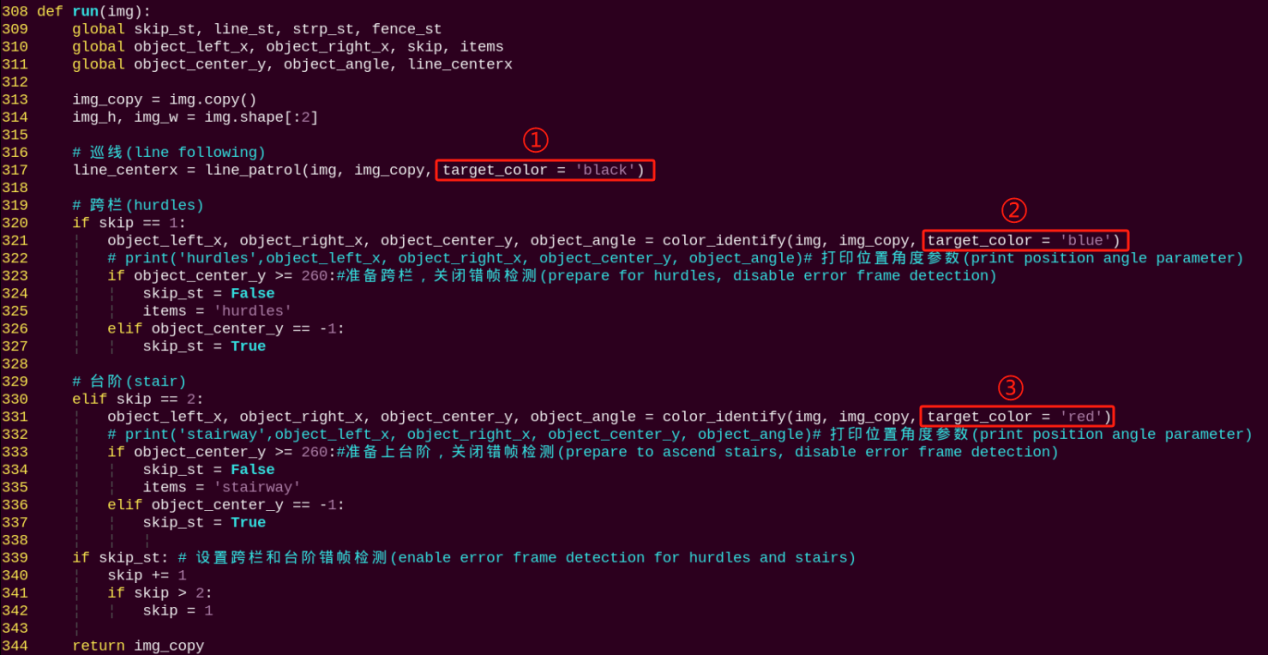 308 def run(img):
309     global skip_st, line_st, strp_st, fence_st
310     global object_left_x, object_right_x, skip, items
311     global object_center_y, object_angle, line_centerx
312
313     img_copy = img.copy()
314     img_h, img_w = img.shape[:2]
315
①
316     # 巡线(line following)
317     line_centerx = line_patrol(img, img_copy, target_color = 'black')
318
319     # 跨栏(hurdles)
②
320     if skip == 1:
321         object_left_x, object_right_x, object_center_y, object_angle = color_identify(img, img_copy, target_color = 'blue')
322         # print('hurdles',object_left_x, object_right_x, object_center_y, object_angle)# 打印位置角度参数(print position angle parameter)
323         if object_center_y >= 260:#准备跨栏，关闭错帧检测(prepare for hurdles, disable error frame detection)
324             skip_st = False
325             items = 'hurdles'
326         elif object_center_y == -1:
327             skip_st = True
328
329     # 台阶(stair)
③
330     elif skip == 2:
331         object_left_x, object_right_x, object_center_y, object_angle = color_identify(img, img_copy, target_color = 'red')
332         # print('stairway',object_left_x, object_right_x, object_center_y, object_angle)# 打印位置角度参数(print position angle parameter)
333         if object_center_y >= 260:#准备上台阶，关闭错帧检测(prepare to ascend stairs, disable error frame detection)
334             skip_st = False
335             items = 'stairway'
336         elif object_center_y == -1:
337             skip_st = True
338
339     if skip_st: # 设置跨栏和台阶错帧检测(enable error frame detection for hurdles and stairs)
340         skip += 1
341         if skip > 2:
342             skip = 1
343
344     return img_copy